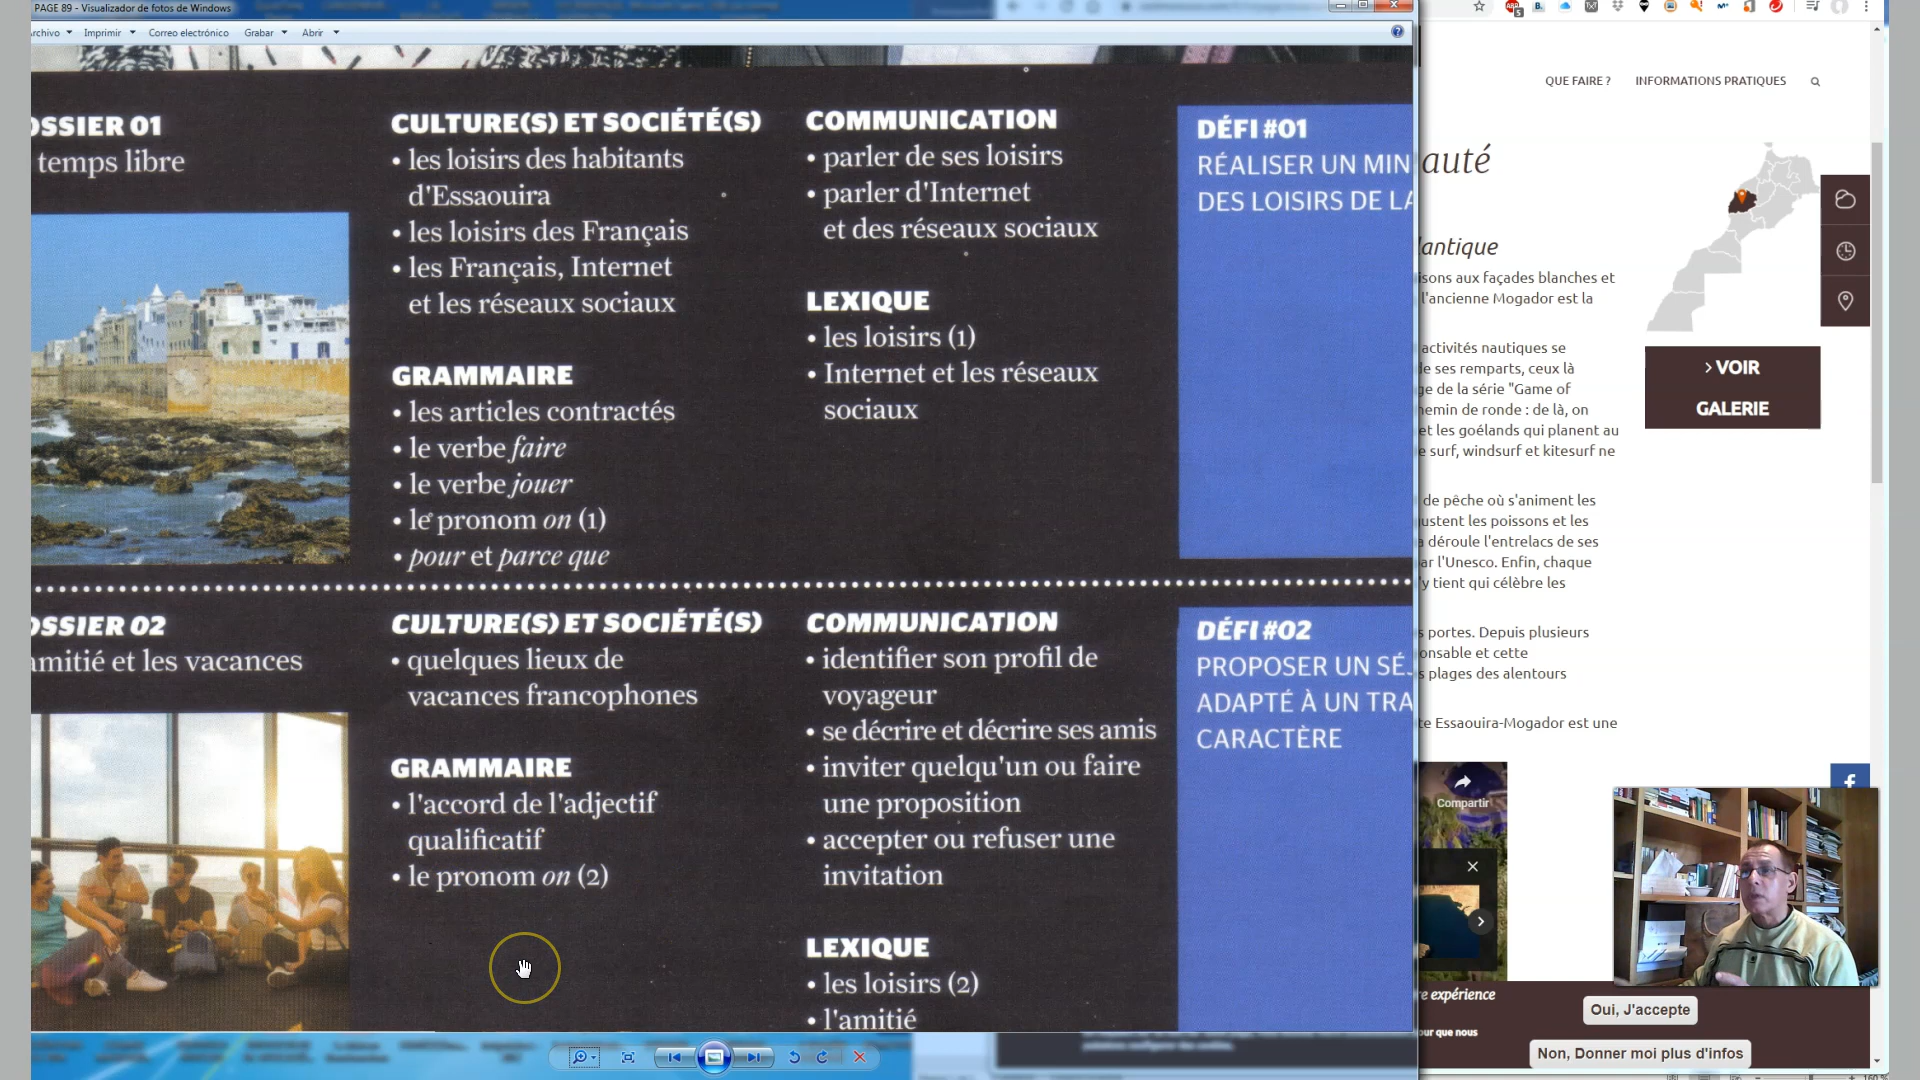 PAGE 89 - Visualizador de fotos de Windows
rchivo Imprimir Correo electrónico Grabar Abrir
OSSIER 01
temps libre
CULTURE(S) ET SOCIÉTÉ(S)
• les loisirs des habitants
d'Essaouira
• les loisirs des Français
• les Français, Internet
et les réseaux sociaux
GRAMMAIRE
• les articles contractés
• le verbe faire
• le verbe jouer
• le pronom on (1)
• pour et parce que
COMMUNICATION
• parler de ses loisirs
• parler d'Internet
et des réseaux sociaux
LEXIQUE
• les loisirs (1)
• Internet et les réseaux
sociaux
DÉFI #01
RÉALISER UN MIN
DES LOISIRS DE LA
OSSIER 02
amitié et les vacances
CULTURE(S) ET SOCIÉTÉ(S)
• quelques lieux de
vacances francophones
GRAMMAIRE
• l'accord de l'adjectif
qualificatif
• le pronom on (2)
COMMUNICATION
• identifier son profil de
voyageur
• se décrire et décrire ses amis
• inviter quelqu'un ou faire
une proposition
• accepter ou refuser une
invitation
LEXIQUE
• les loisirs (2)
• l'amitié
DÉFI #02
PROPOSER UN SÉJ
ADAPTÉ À UN TRA
CARACTÈRE
QUE FAIRE ? INFORMATIONS PRATIQUES
auté
lantique
isons aux façades blanches et
l'ancienne Mogador est la
activités nautiques se
de ses remparts, ceux là
ge de la série "Game of
hemin de ronde : de là, on
et les goélands qui planent au
e surf, windsurf et kitesurf ne
de pêche où s'animent les
ustent les poissons et les
a déroule l'entrelacs de ses
ar l'Unesco. Enfin, chaque
'y tient qui célèbre les
s portes. Depuis plusieurs
onsable et cette
s plages des alentours
te Essaouira-Mogador est une
> VOIR
GALERIE
Compartir
e expérience
our que nous
Oui, J'accepte
Non, Donner moi plus d'infos
160 %